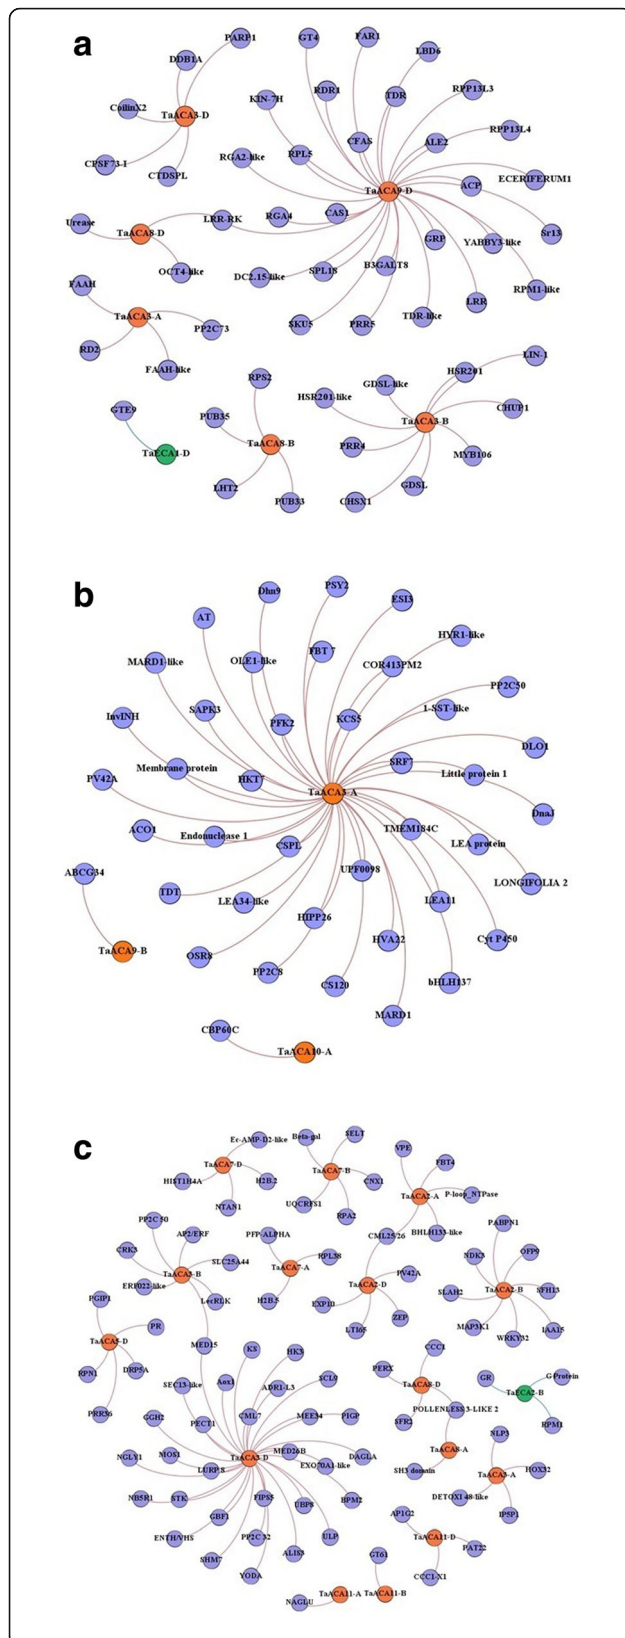 a
PARP1
GT4
FAR1
LBD6
DDB1A
RPP13L3
RDR1
TDR
KIN-7H
CoilinX2
TaACA3-D
RPP13L4
CFAS
ALE2
RPL5
RGA2-like
CPSF73-I
CTDSPL
ECERIFERUM1
ACP
TaACA9-D
CAS1
RGA4
LRR-RK
Urease
TaACA8-D
Sr13
GRP
YABBY3-like
B3GALT8
SPL18
OCT4-like
DC2.15-like
FAAH
RPM1-like
LRR
TaACA3-A
TDR-like
PP2C73
SKU5
PRR5
RD2
FAAH-like
LIN-1
HSR201
RPS2
GDSL-like
HSR201-like
GTE9
PUB35
CHUP1
TaACA3-B
TaACA8-B
PRR4
TaECA1-D
MYB106
LHT2
GDSL
PUB33
CHSX1
b
Dhn9
PSY2
ESI3
AT
HYR1-like
FBT 7
MARD1-like
OLE1-like
COR413PM2
PP2C50
SAPK3
1-SST-like
InvINH
PFK2
KCS5
DLO1
SRF7
Membrane protein
Little protein 1
PV42A
HKT7
TaACA3-A
DnaJ
ACO1
Endonuclease 1
TMEM184C
CSPL
LEA protein
ABCG34
UPF0098
LONGIFOLIA 2
TDT
LEA34-like
LEA11
HIPP26
TaACA9-B
HVA22
Cyt P450
OSR8
PP2C8
CS120
bHLH137
MARD1
CBP60C
TaACA10-A
c
Ec-AMP-D2-like
Beta-gal
SELT
VPE
FBT4
TaACA7-D
TaACA7-B
HIST1H4A
H2B.2
CNX1
TaACA2-A
P-loop_NTPase
NTAN1
UQCRFS1
RPA2
PP2C 50
AP2/ERF
PFP-ALPHA
CML25/26
BHLH133-like
PABPN1
CRK5
SLC25A44
RPL38
NDK3
OFP9
TaACA7-A
PV42A
ERF022-like
TaACA2-D
SLAH2
TaACA2-B
SFH13
PGIP1
LecRLK
H2B.5
EXP10
ZEP
PR
LTI65
MAP3K1
WRKY32
IAA15
TaACA5-D
MED15
KS
HK3
CCC1
RPN1
DRP5A
PERX
GR
G Protein
SEC13-like
Aox1
ADR1-L3
SCL9
TaACA8-D
TaECA2-B
PRR36
GGH2
PECT1
CML7
MEE34
PIGP
POLLENLESS 3-LIKE 2
SFR2
RPM1
NLP3
NGLY1
MOS1
MED26B
DAGLA
TaACA8-A
EXO70A1-like
LURP 8
SH3 domain
TaACA3-A
HOX32
NB5R1
STK
FIPS5
UBP8
BPM2
DETOXI 48-like
GBF1
AP1G2
IP5P1
ENTH/VHS
PP2C 32
ULP
TaACA11-D
SHM7
ALIS3
GT61
PAT22
YODA
CCC1-X1
NAGLU
TaACA11-A
TaACA11-B